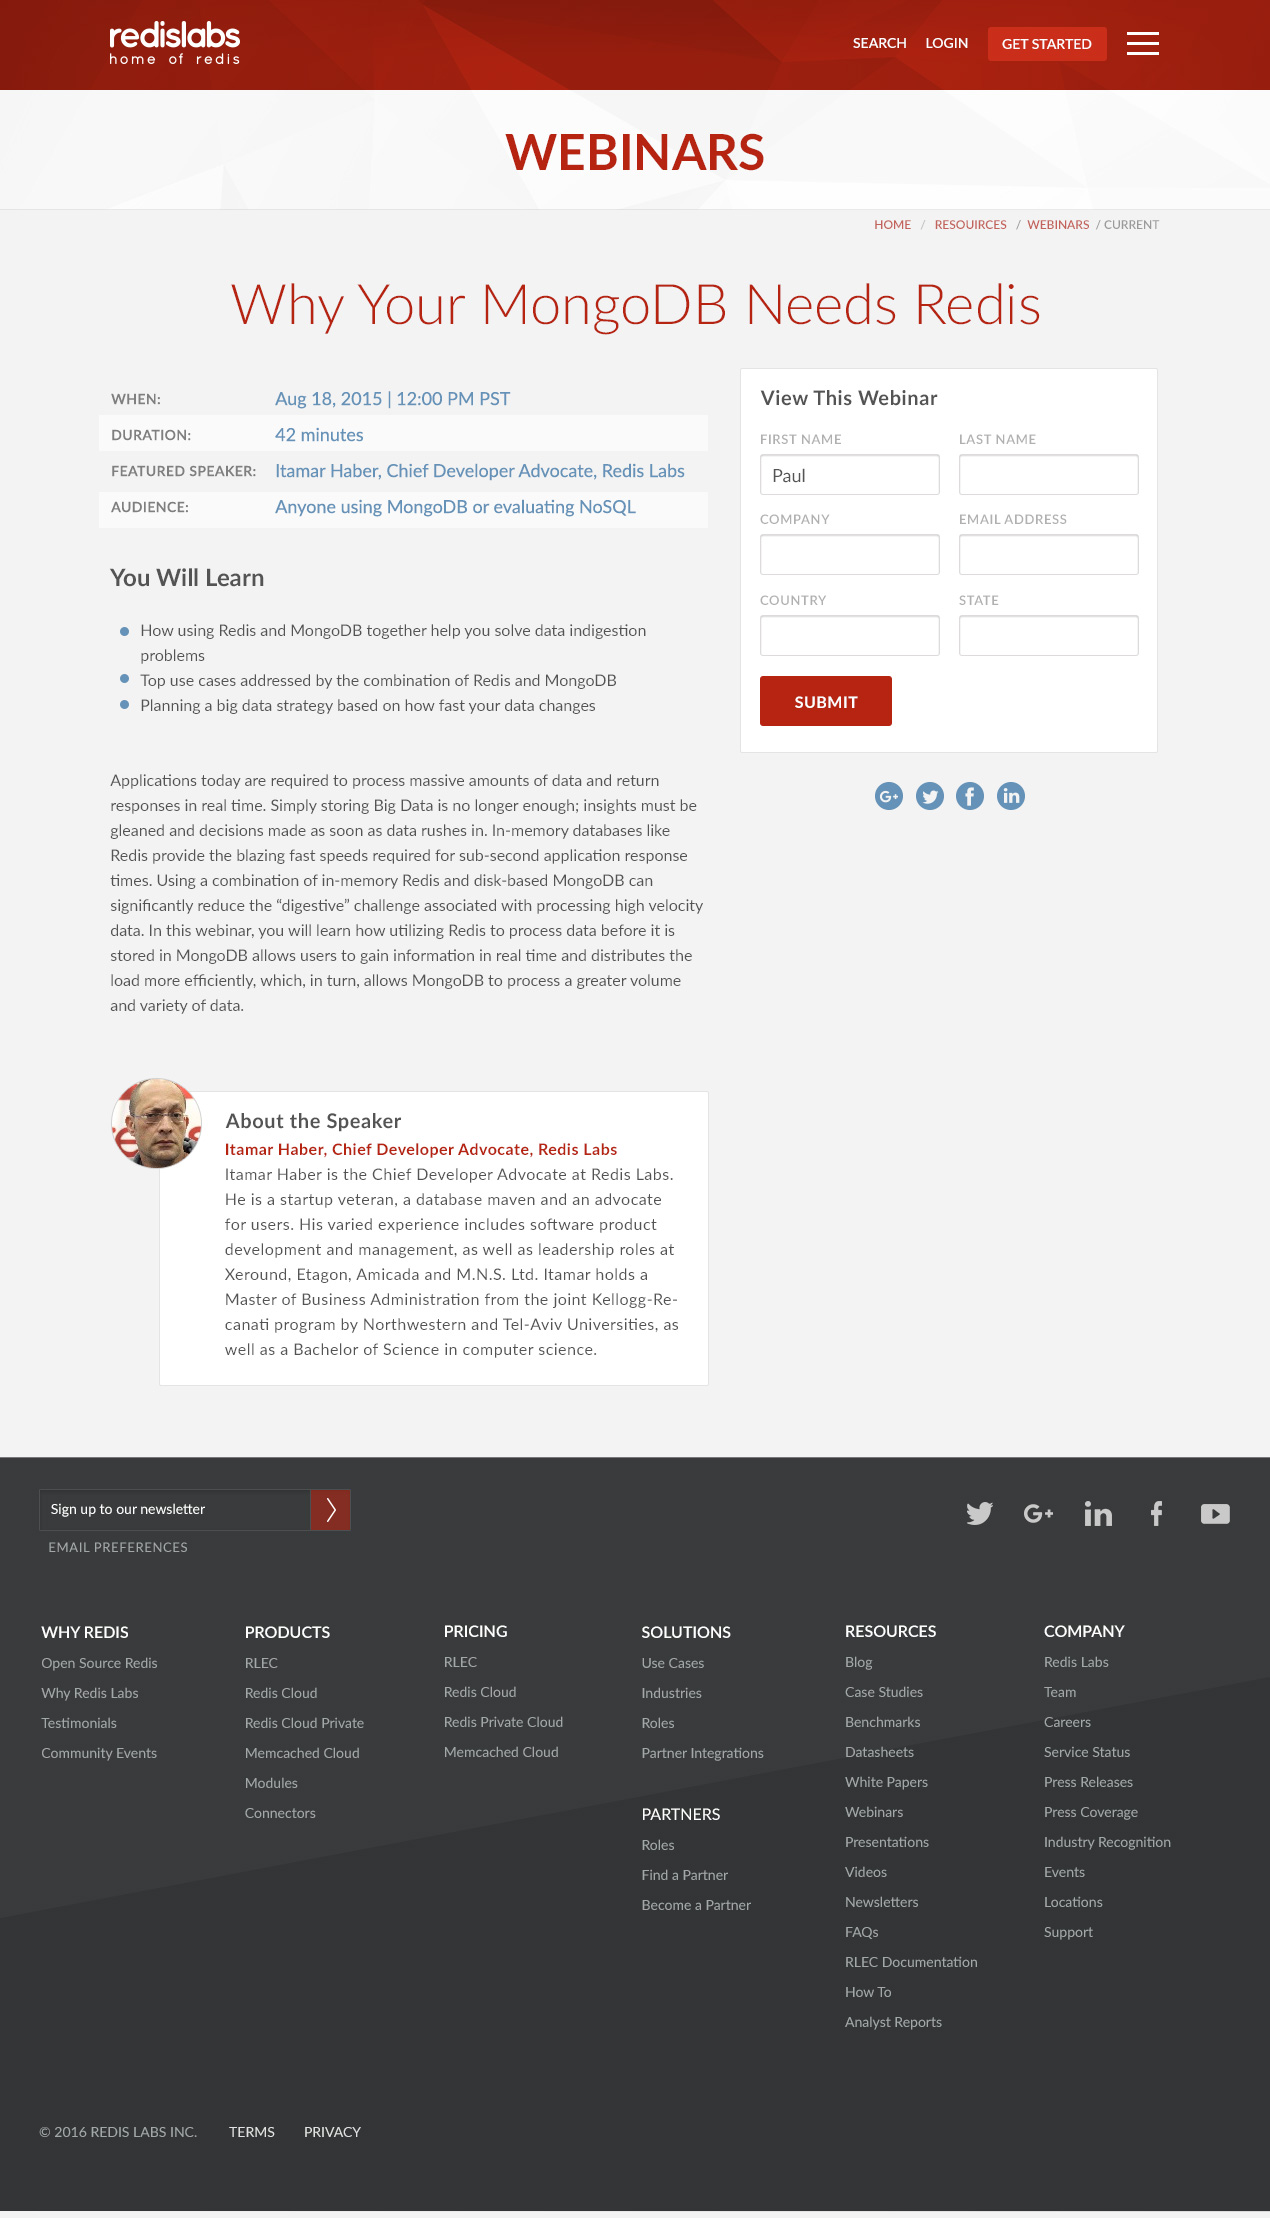 redislabs
home of redis
SEARCH LOGIN GET STARTED
WEBINARS
HOME / RESOUIRCES / WEBINARS / CURRENT
Why Your MongoDB Needs Redis
WHEN: Aug 18, 2015 | 12:00 PM PST
DURATION: 42 minutes
FEATURED SPEAKER: Itamar Haber, Chief Developer Advocate, Redis Labs
AUDIENCE: Anyone using MongoDB or evaluating NoSQL
You Will Learn
How using Redis and MongoDB together help you solve data indigestion
problems
Top use cases addressed by the combination of Redis and MongoDB
Planning a big data strategy based on how fast your data changes
Applications today are required to process massive amounts of data and return
responses in real time. Simply storing Big Data is no longer enough; insights must be
gleaned and decisions made as soon as data rushes in. In-memory databases like
Redis provide the blazing fast speeds required for sub-second application response
times. Using a combination of in-memory Redis and disk-based MongoDB can
significantly reduce the “digestive” challenge associated with processing high velocity
data. In this webinar, you will learn how utilizing Redis to process data before it is
stored in MongoDB allows users to gain information in real time and distributes the
load more efficiently, which, in turn, allows MongoDB to process a greater volume
and variety of data.
View This Webinar
FIRST NAME LAST NAME
Paul
COMPANY EMAIL ADDRESS
COUNTRY STATE
SUBMIT
About the Speaker
Itamar Haber, Chief Developer Advocate, Redis Labs
Itamar Haber is the Chief Developer Advocate at Redis Labs.
He is a startup veteran, a database maven and an advocate
for users. His varied experience includes software product
development and management, as well as leadership roles at
Xeround, Etagon, Amicada and M.N.S. Ltd. Itamar holds a
Master of Business Administration from the joint Kellogg-Re-
canati program by Northwestern and Tel-Aviv Universities, as
well as a Bachelor of Science in computer science.
Sign up to our newsletter
EMAIL PREFERENCES
WHY REDIS
Open Source Redis
Why Redis Labs
Testimonials
Community Events
PRODUCTS
RLEC
Redis Cloud
Redis Cloud Private
Memcached Cloud
Modules
Connectors
PRICING
RLEC
Redis Cloud
Redis Private Cloud
Memcached Cloud
SOLUTIONS
Use Cases
Industries
Roles
Partner Integrations
PARTNERS
Roles
Find a Partner
Become a Partner
RESOURCES
Blog
Case Studies
Benchmarks
Datasheets
White Papers
Webinars
Presentations
Videos
Newsletters
FAQs
RLEC Documentation
How To
Analyst Reports
COMPANY
Redis Labs
Team
Careers
Service Status
Press Releases
Press Coverage
Industry Recognition
Events
Locations
Support
© 2016 REDIS LABS INC. TERMS PRIVACY